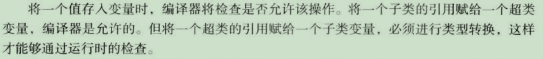 将一个值存入变量时，编译器将检查是否允许该操作。将一个子类的引用赋给一个超类
变量，编译器是允许的。但将一个超类的引用赋给一个子类变量，必须进行类型转换，这样
才能够通过运行时的检查。